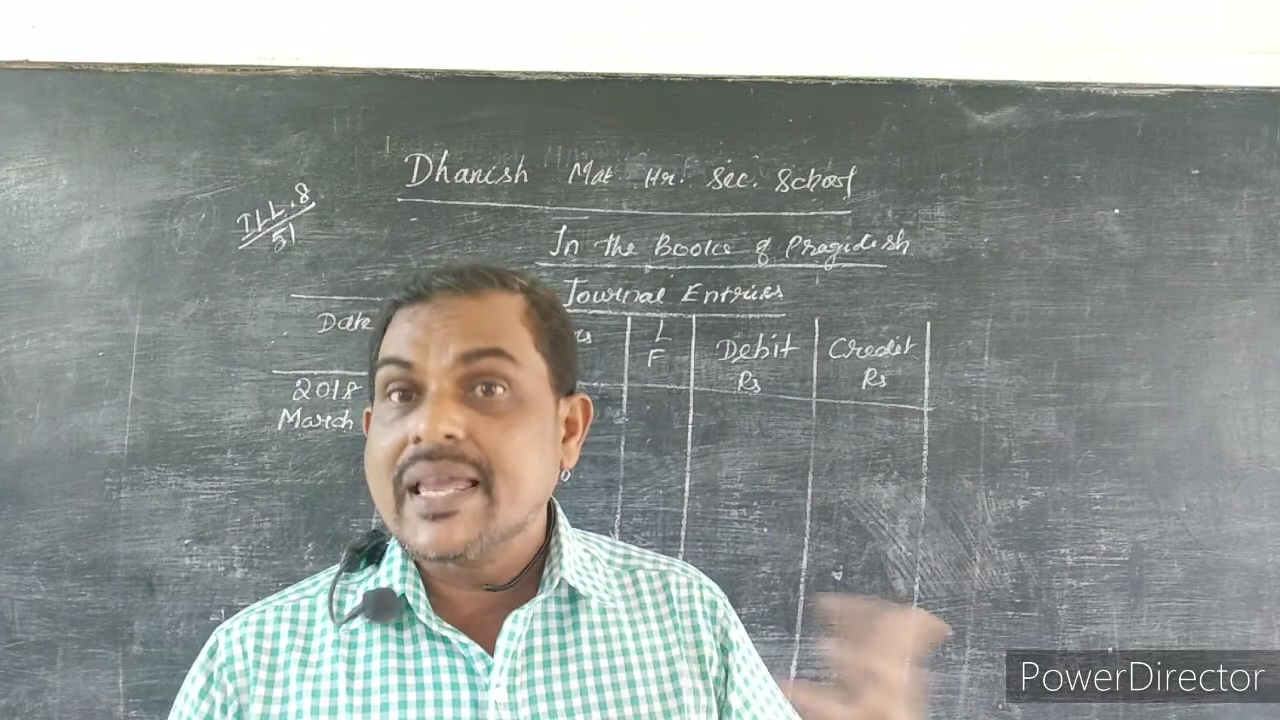 Dhanish Mat Hr. Sec. School
ILL.8
51
In the Books of Pragadesh
Journal Entries
Date
L
F
Debit
Rs
Credit
Rs
2018
March
PowerDirector